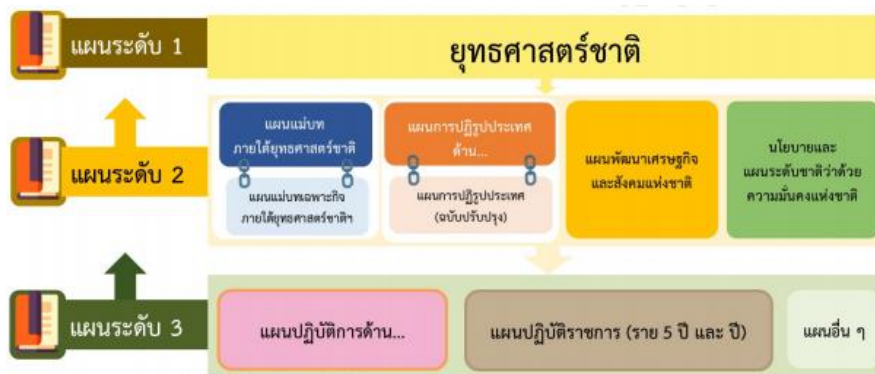 แผนระดับ 1
ยุทธศาสตร์ชาติ
แผนระดับ 2
แผนแม่บท
ภายใต้ยุทธศาสตร์ชาติ
แผนแม่บทเฉพาะกิจ
ภายใต้ยุทธศาสตร์ชาติฯ
แผนการปฏิรูปประเทศ
ด้าน...
แผนการปฏิรูปประเทศ
(ฉบับปรับปรุง)
แผนพัฒนาเศรษฐกิจ
และสังคมแห่งชาติ
นโยบายและ
แผนระดับชาติว่าด้วย
ความมั่นคงแห่งชาติ
แผนระดับ 3
แผนปฏิบัติการด้าน...
แผนปฏิบัติราชการ (ราย 5 ปี และ ปี)
แผนอื่น ๆ